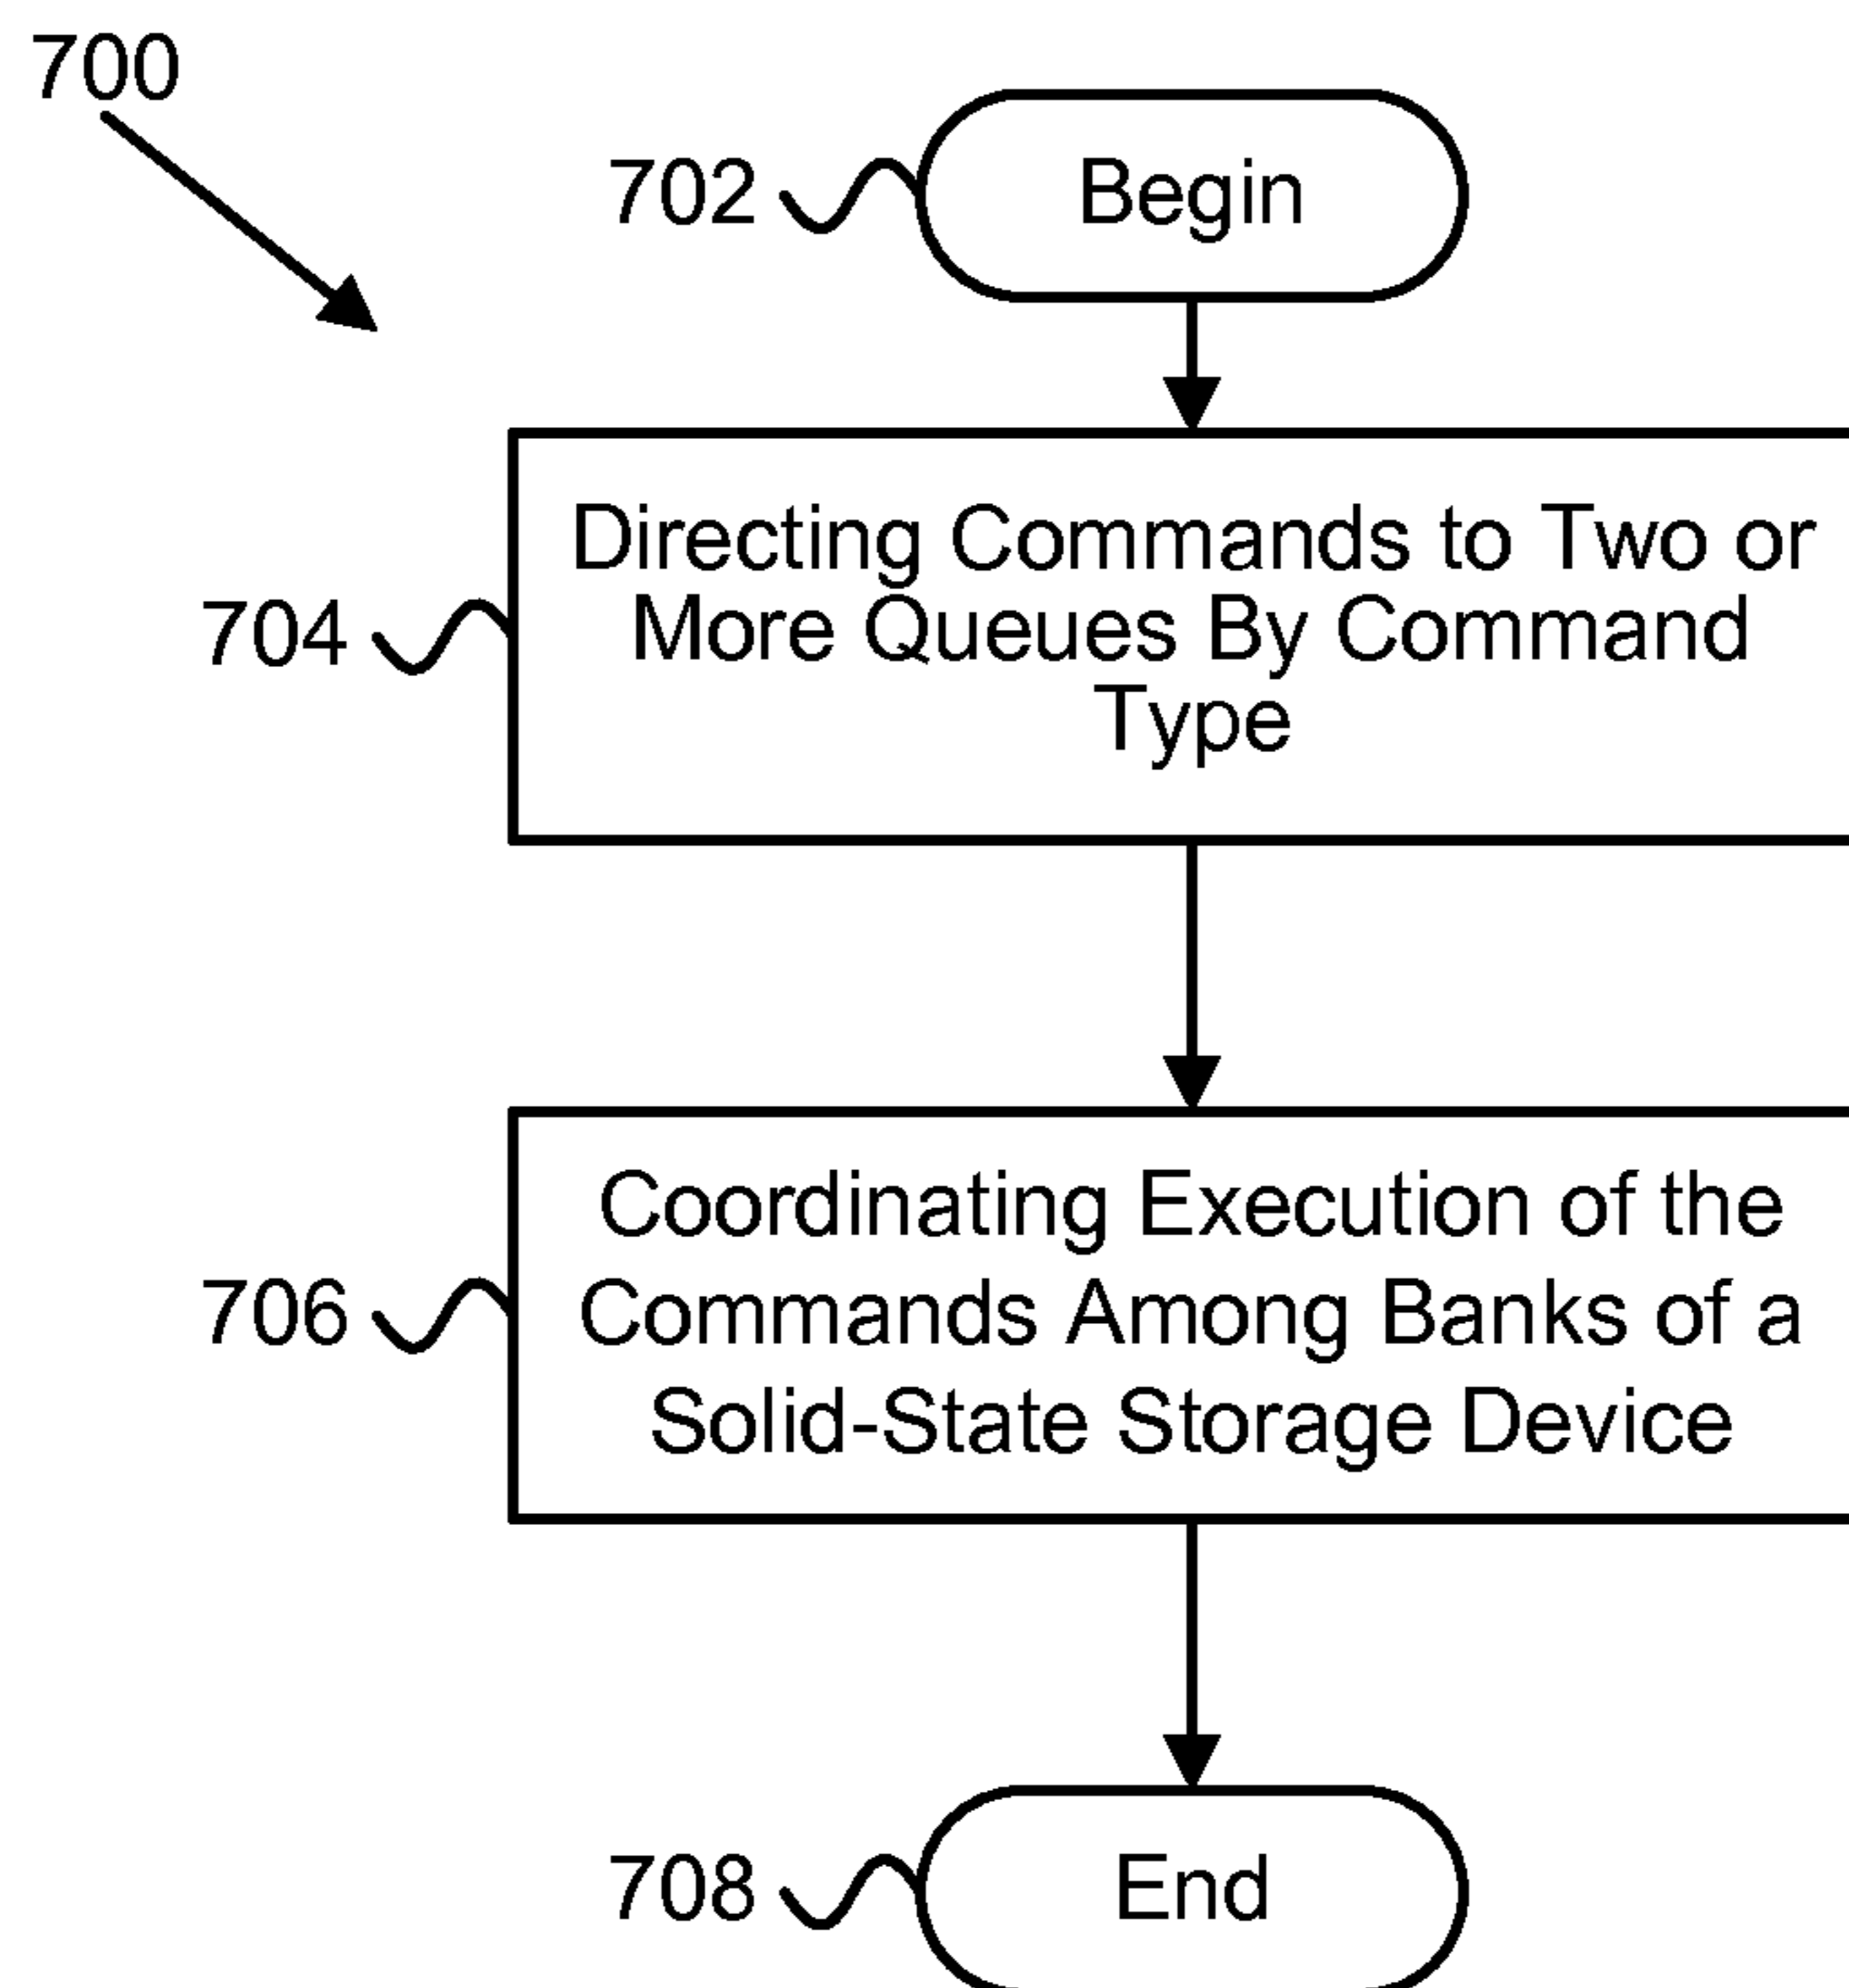 700
702
Begin
Directing Commands to Two or
More Queues By Command
Type
704
Coordinating Execution of the
Commands Among Banks of a
Solid-State Storage Device
706
708
End